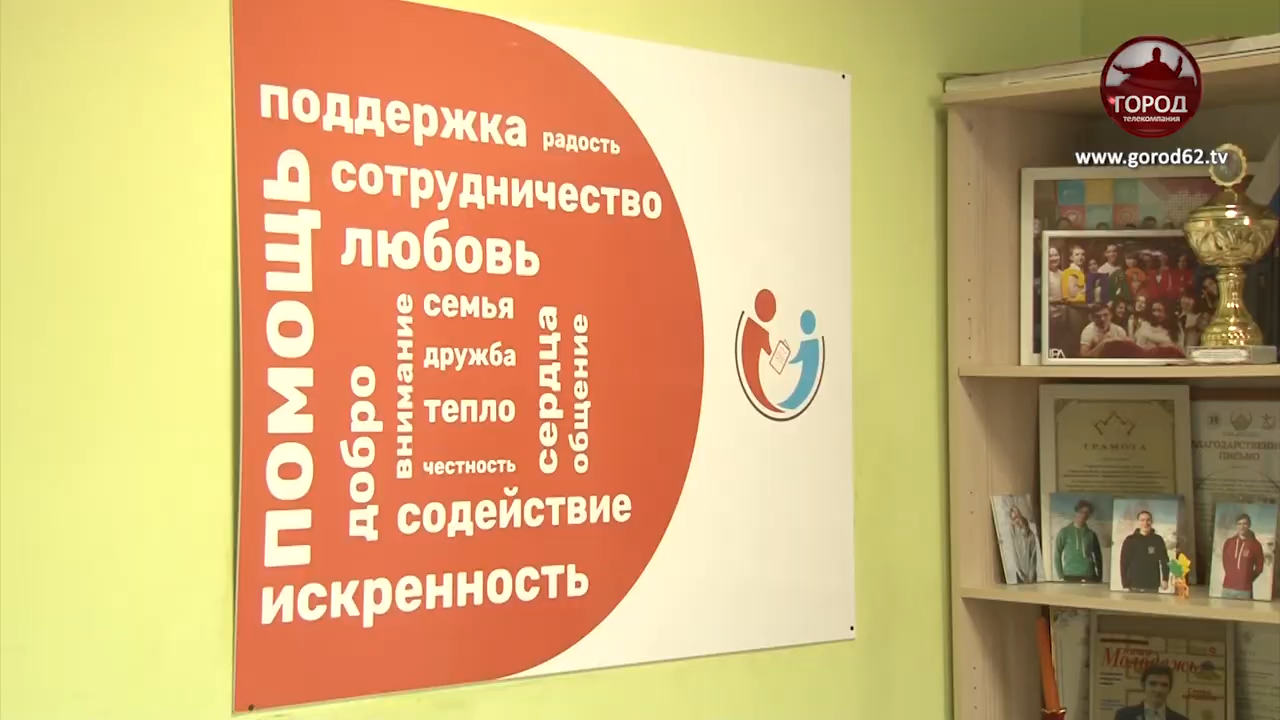 поддержка
радость
помощь
сотрудничество
любовь
добро
внимание
семья
дружба
тепло
честность
сердца
общение
содействие
искренность
ГОРОД
телекомпания
www.gorod62.tv
ГРАМОТА
БЛАГОДАРСТВЕННОЕ
ПИСЬМО
Молодежь